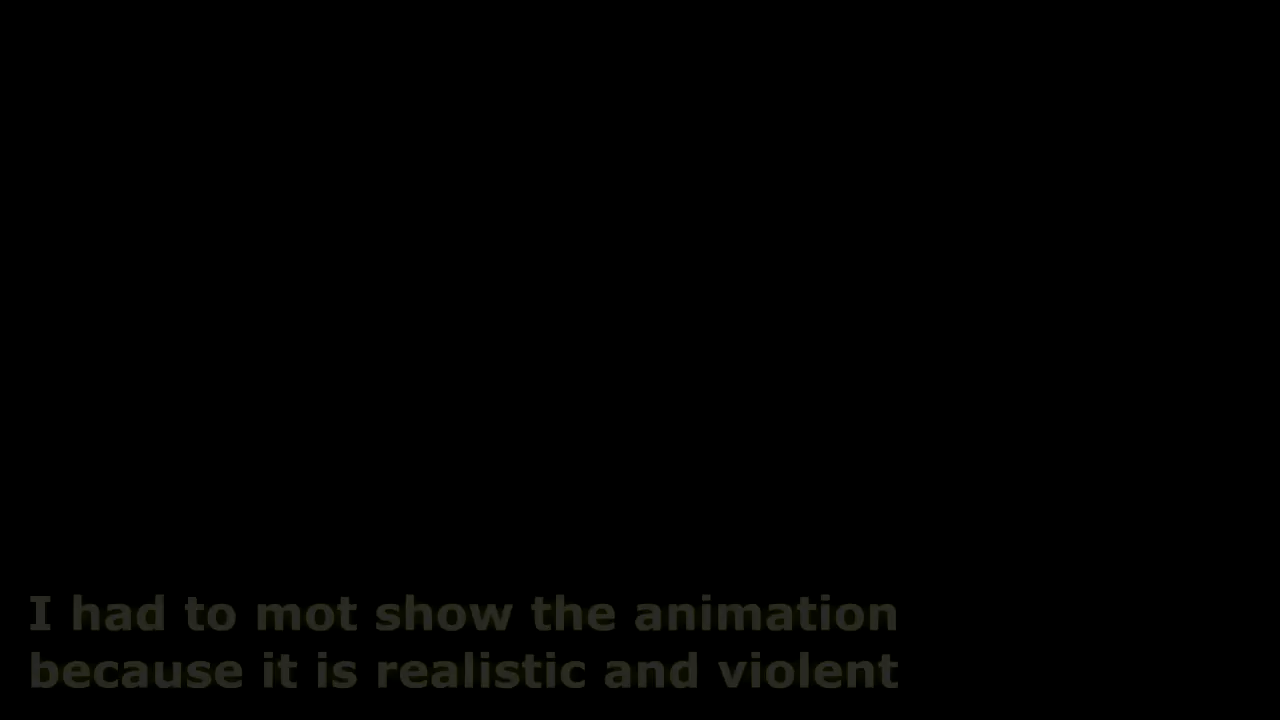 I had to mot show the animation
because it is realistic and violent